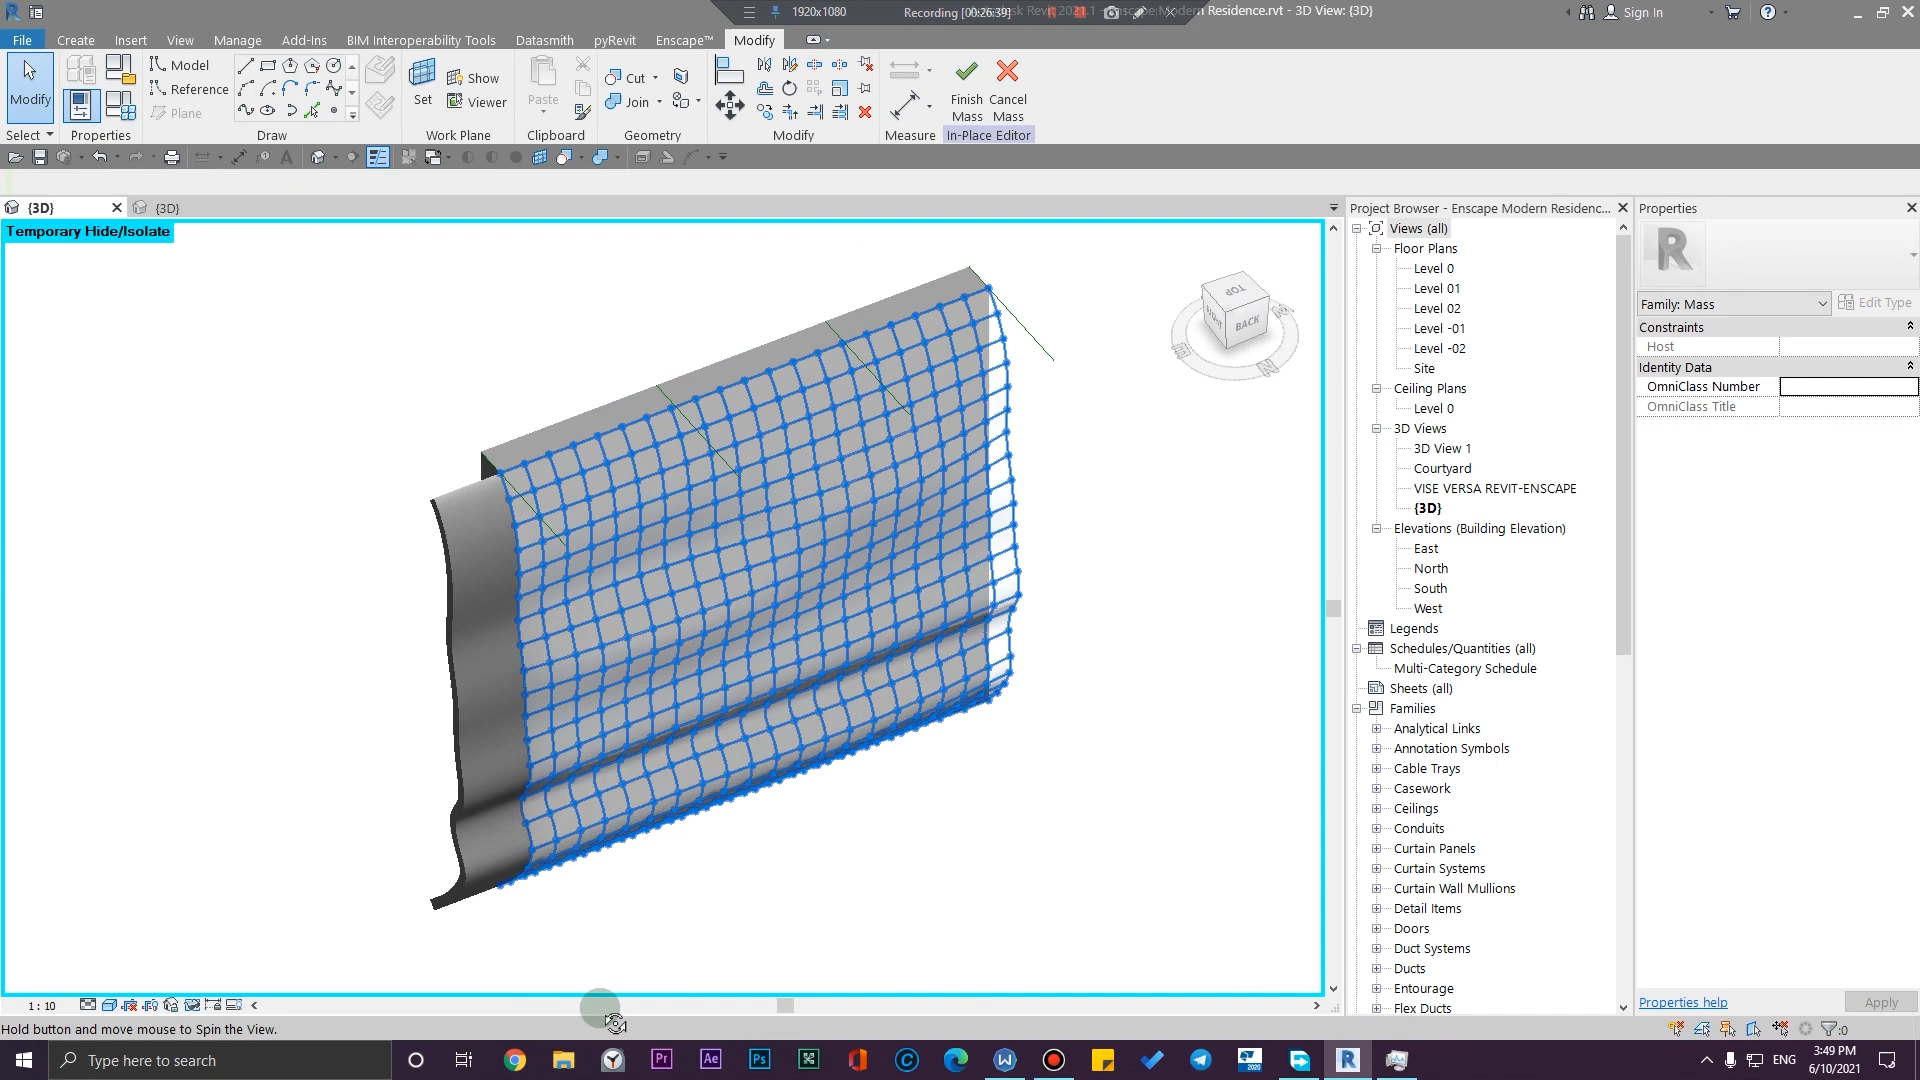 1920x1080
Recording [00:26:39]
Residence.rvt - 3D View: {3D}
Sign In
File
Create
Insert
View
Manage
Add-Ins
BIM Interoperability Tools
Datasmith
pyRevit
Enscape™
Modify
Modify
Select
Properties
Model
Reference
Plane
Draw
Set
Show
Viewer
Work Plane
Paste
Clipboard
Cut
Join
Geometry
Modify
Measure
Finish
Mass
Cancel
Mass
In-Place Editor
{3D}
{3D}
Temporary Hide/Isolate
TOP
BACK
1 : 10
Hold button and move mouse to Spin the View.
Project Browser - Enscape Modern Residenc...
Views (all)
Floor Plans
Level 0
Level 01
Level 02
Level -01
Level -02
Site
Ceiling Plans
Level 0
3D Views
3D View 1
Courtyard
VISE VERSA REVIT-ENSCAPE
{3D}
Elevations (Building Elevation)
East
North
South
West
Legends
Schedules/Quantities (all)
Multi-Category Schedule
Sheets (all)
Families
Analytical Links
Annotation Symbols
Cable Trays
Casework
Ceilings
Conduits
Curtain Panels
Curtain Systems
Curtain Wall Mullions
Detail Items
Doors
Duct Systems
Ducts
Entourage
Flex Ducts
Properties
Family: Mass
Edit Type
Constraints
Host
Identity Data
OmniClass Number
OmniClass Title
Properties help
Apply
:0
Type here to search
ENG
3:49 PM
6/10/2021